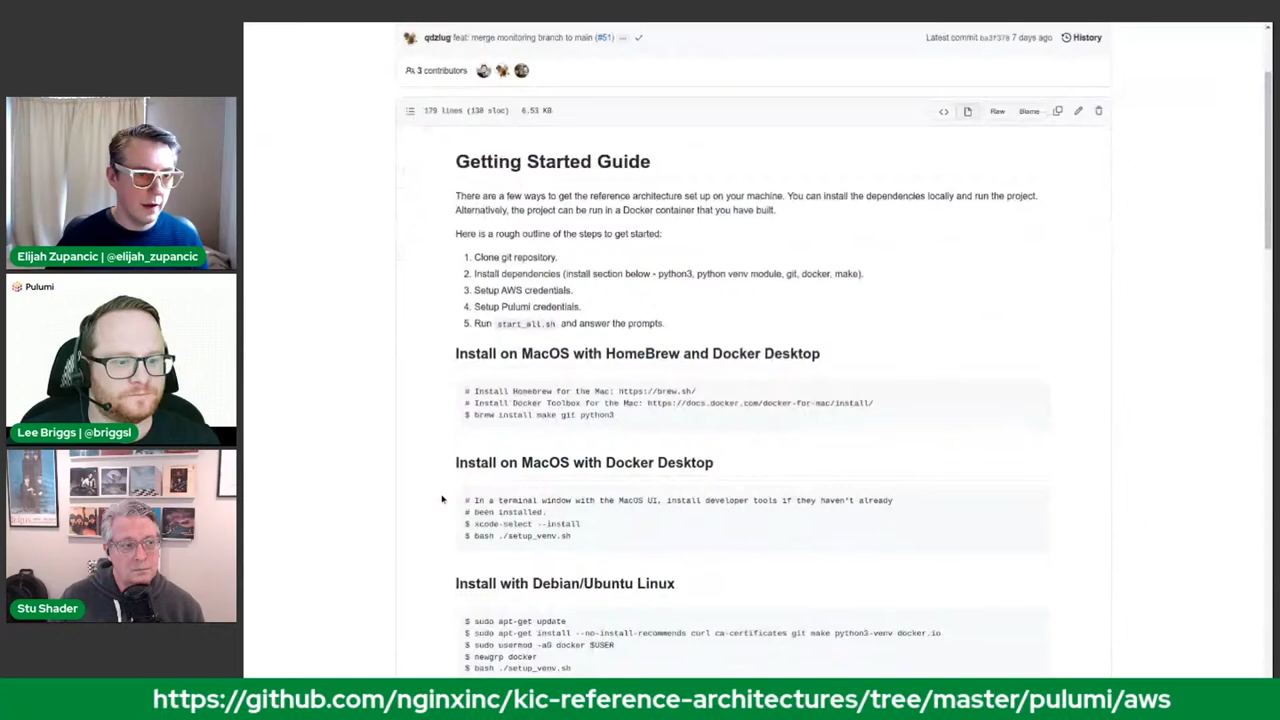 qdzlug feat: merge monitoring branch to main (#51)
Latest commit ba3f378 7 days ago
History
3 contributors
179 lines (138 sloc) 6.53 KB
Raw
Blame
Getting Started Guide
There are a few ways to get the reference architecture set up on your machine. You can install the dependencies locally and run the project.
Alternatively, the project can be run in a Docker container that you have built.
Here is a rough outline of the steps to get started:
1. Clone git repository.
2. Install dependencies (install section below - python3, python venv module, git, docker, make).
3. Setup AWS credentials.
4. Setup Pulumi credentials.
5. Run start_all.sh and answer the prompts.
Install on MacOS with HomeBrew and Docker Desktop
# Install Homebrew for the Mac: https://brew.sh/
# Install Docker Toolbox for the Mac: https://docs.docker.com/docker-for-mac/install/
$ brew install make git python3
Install on MacOS with Docker Desktop
# In a terminal window with the MacOS UI, install developer tools if they haven't already
# been installed.
$ xcode-select --install
$ bash ./setup_venv.sh
Install with Debian/Ubuntu Linux
$ sudo apt-get update
$ sudo apt-get install --no-install-recommends curl ca-certificates git make python3-venv docker.io
$ sudo usermod -aG docker $USER
$ newgrp docker
$ bash ./setup_venv.sh
Elijah Zupancic | @elijah_zupancic
Pulumi
Lee Briggs | @briggsl
Stu Shader
https://github.com/nginxinc/kic-reference-architectures/tree/master/pulumi/aws